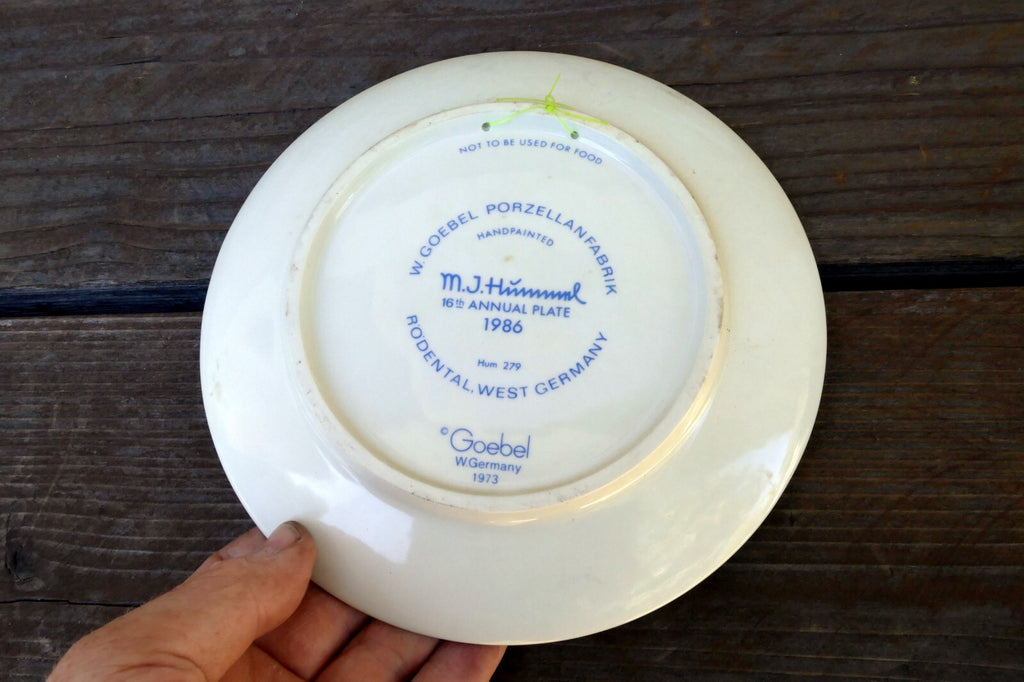 NOT TO BE USED FOR FOOD
W. GOEBEL PORZELLANFABRIK
HANDPAINTED
M.J.Hummel
16th ANNUAL PLATE
1986
Hum 279
RÖDENTAL, WEST GERMANY
© Goebel
W.Germany
1973